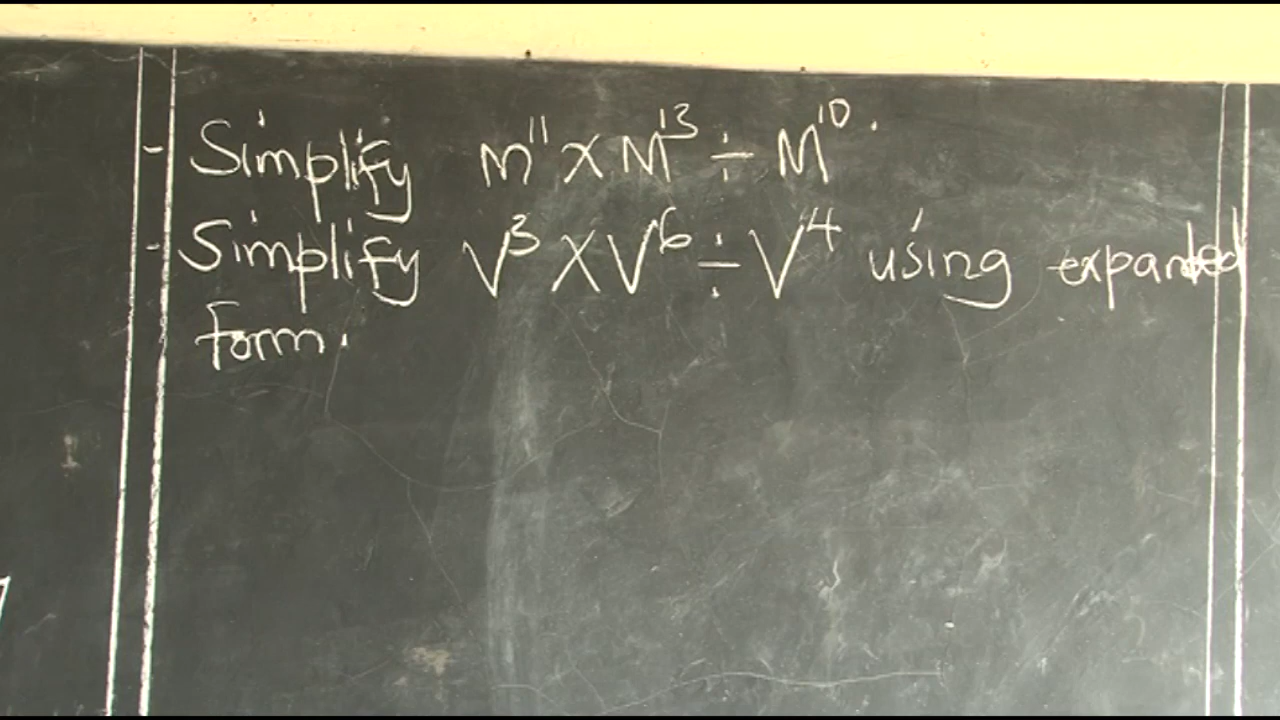 - Simplify m¹¹ x M¹³ ÷ M¹⁰.
- Simplify V³ X V⁶ ÷ V⁴ using expanded
form.